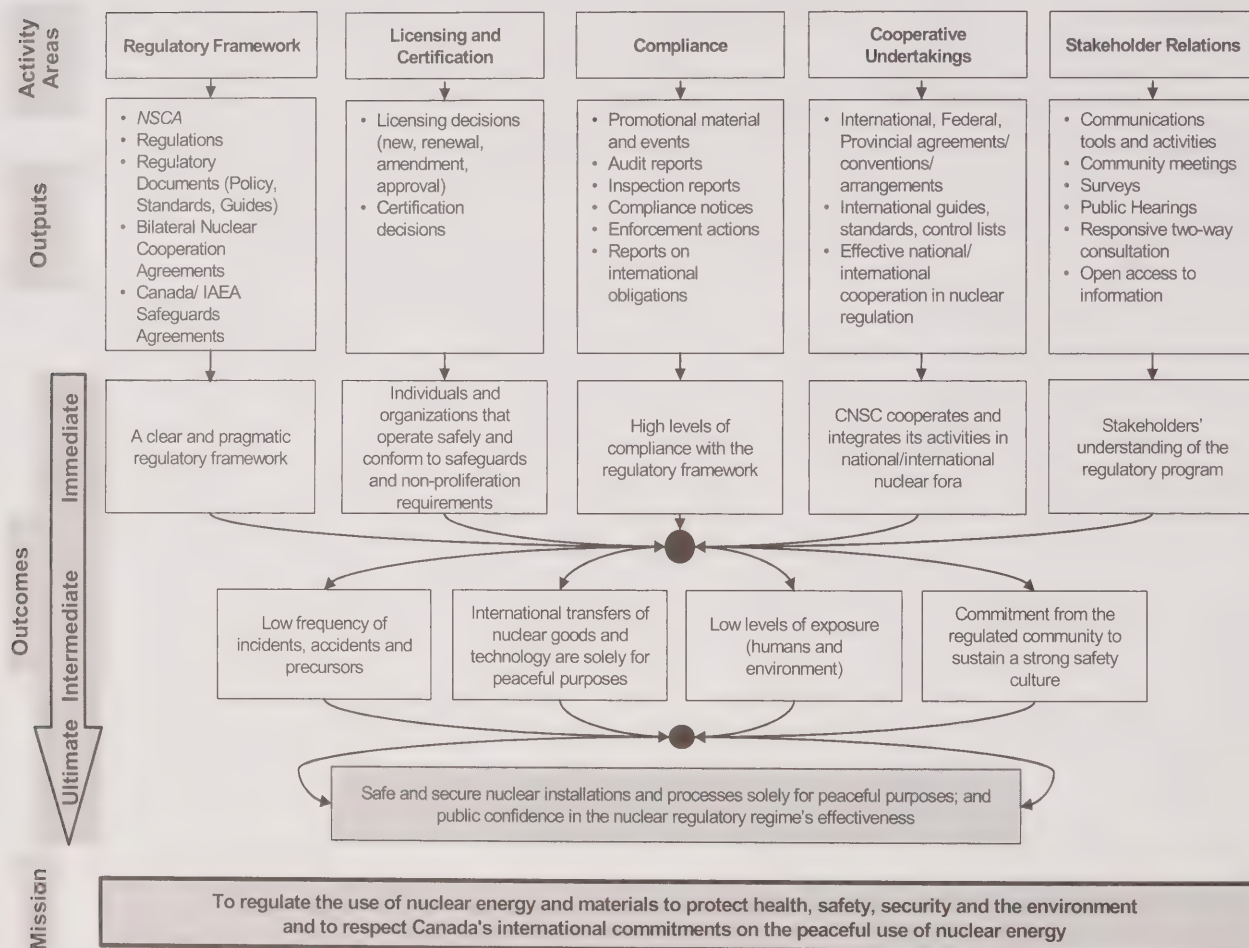 Activity
Areas
Regulatory Framework
Licensing and
Certification
Compliance
Cooperative
Undertakings
Stakeholder Relations
Outputs
• NSCA
• Regulations
• Regulatory
Documents (Policy,
Standards, Guides)
• Bilateral Nuclear
Cooperation
Agreements
• Canada/ IAEA
Safeguards
Agreements
• Licensing decisions
(new, renewal,
amendment,
approval)
• Certification
decisions
• Promotional material
and events
• Audit reports
• Inspection reports
• Compliance notices
• Enforcement actions
• Reports on
international
obligations
• International, Federal,
Provincial agreements/
conventions/
arrangements
• International guides,
standards, control lists
• Effective national/
international
cooperation in nuclear
regulation
• Communications
tools and activities
• Community meetings
• Surveys
• Public Hearings
• Responsive two-way
consultation
• Open access to
information
Outcomes
Immediate
A clear and pragmatic
regulatory framework
Individuals and
organizations that
operate safely and
conform to safeguards
and non-proliferation
requirements
High levels of
compliance with the
regulatory framework
CNSC cooperates and
integrates its activities in
national/international
nuclear fora
Stakeholders'
understanding of the
regulatory program
Intermediate
Low frequency of
incidents, accidents and
precursors
International transfers of
nuclear goods and
technology are solely for
peaceful purposes
Low levels of exposure
(humans and
environment)
Commitment from the
regulated community to
sustain a strong safety
culture
Ultimate
Safe and secure nuclear installations and processes solely for peaceful purposes; and
public confidence in the nuclear regulatory regime's effectiveness
Mission
To regulate the use of nuclear energy and materials to protect health, safety, security and the environment
and to respect Canada's international commitments on the peaceful use of nuclear energy